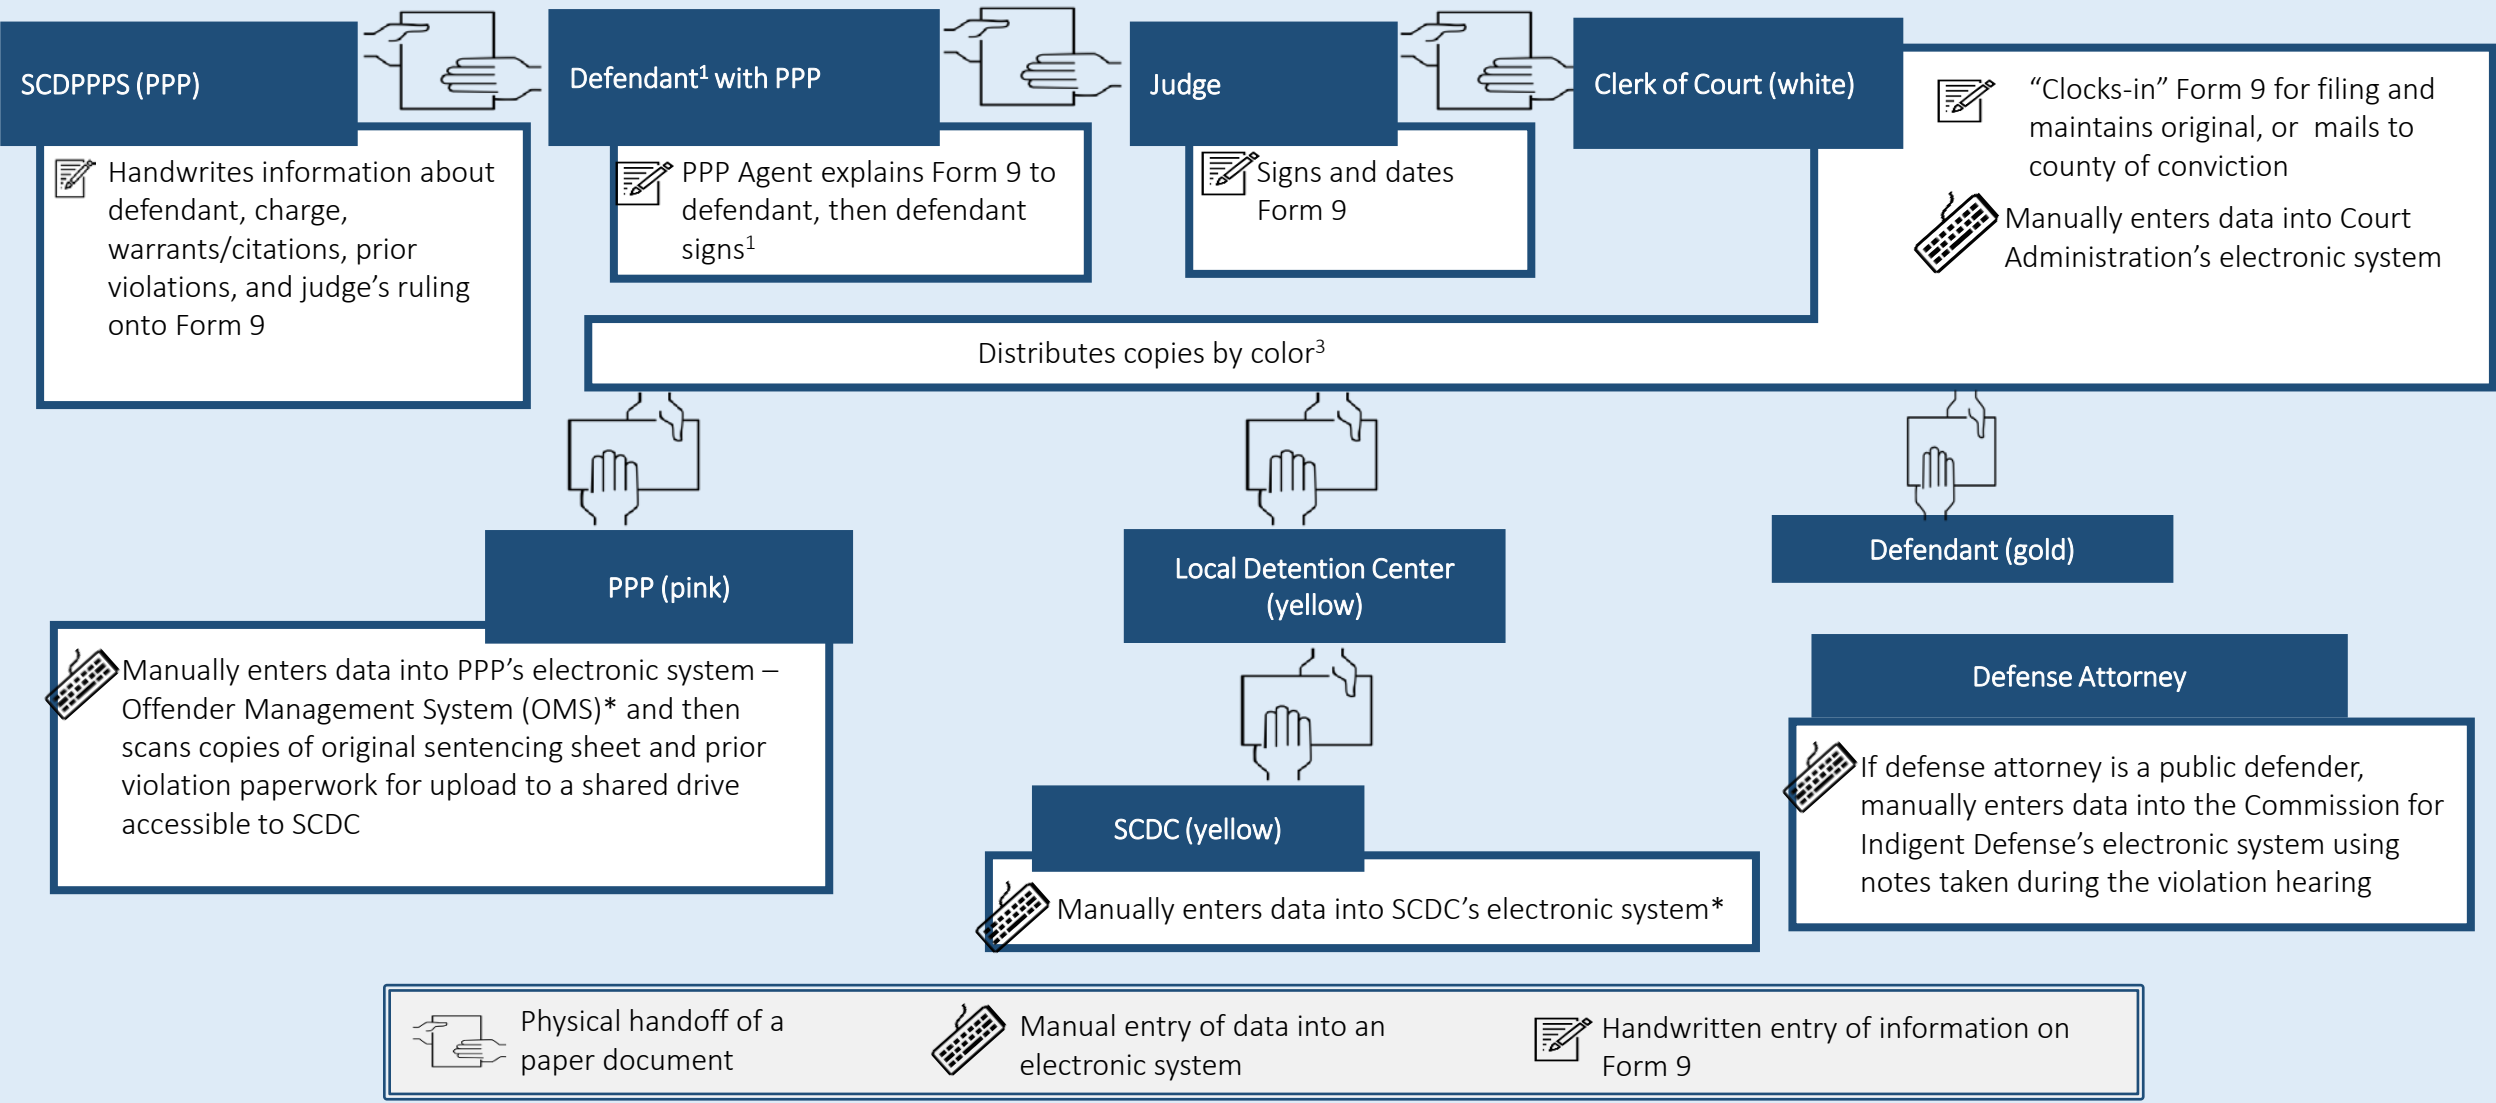 SCDPPPS (PPP)
Handwrites information about
defendant, charge,
warrants/citations, prior
violations, and judge’s ruling
onto Form 9
Defendant¹ with PPP
PPP Agent explains Form 9 to
defendant, then defendant
signs¹
Judge
Signs and dates
Form 9
Clerk of Court (white)
“Clocks-in” Form 9 for filing and
maintains original, or mails to
county of conviction
Manually enters data into Court
Administration’s electronic system
Distributes copies by color³
PPP (pink)
Manually enters data into PPP’s electronic system –
Offender Management System (OMS)* and then
scans copies of original sentencing sheet and prior
violation paperwork for upload to a shared drive
accessible to SCDC
Local Detention Center
(yellow)
SCDC (yellow)
Manually enters data into SCDC’s electronic system*
Defendant (gold)
Defense Attorney
If defense attorney is a public defender,
manually enters data into the Commission for
Indigent Defense’s electronic system using
notes taken during the violation hearing
Physical handoff of a
paper document
Manual entry of data into an
electronic system
Handwritten entry of information on
Form 9